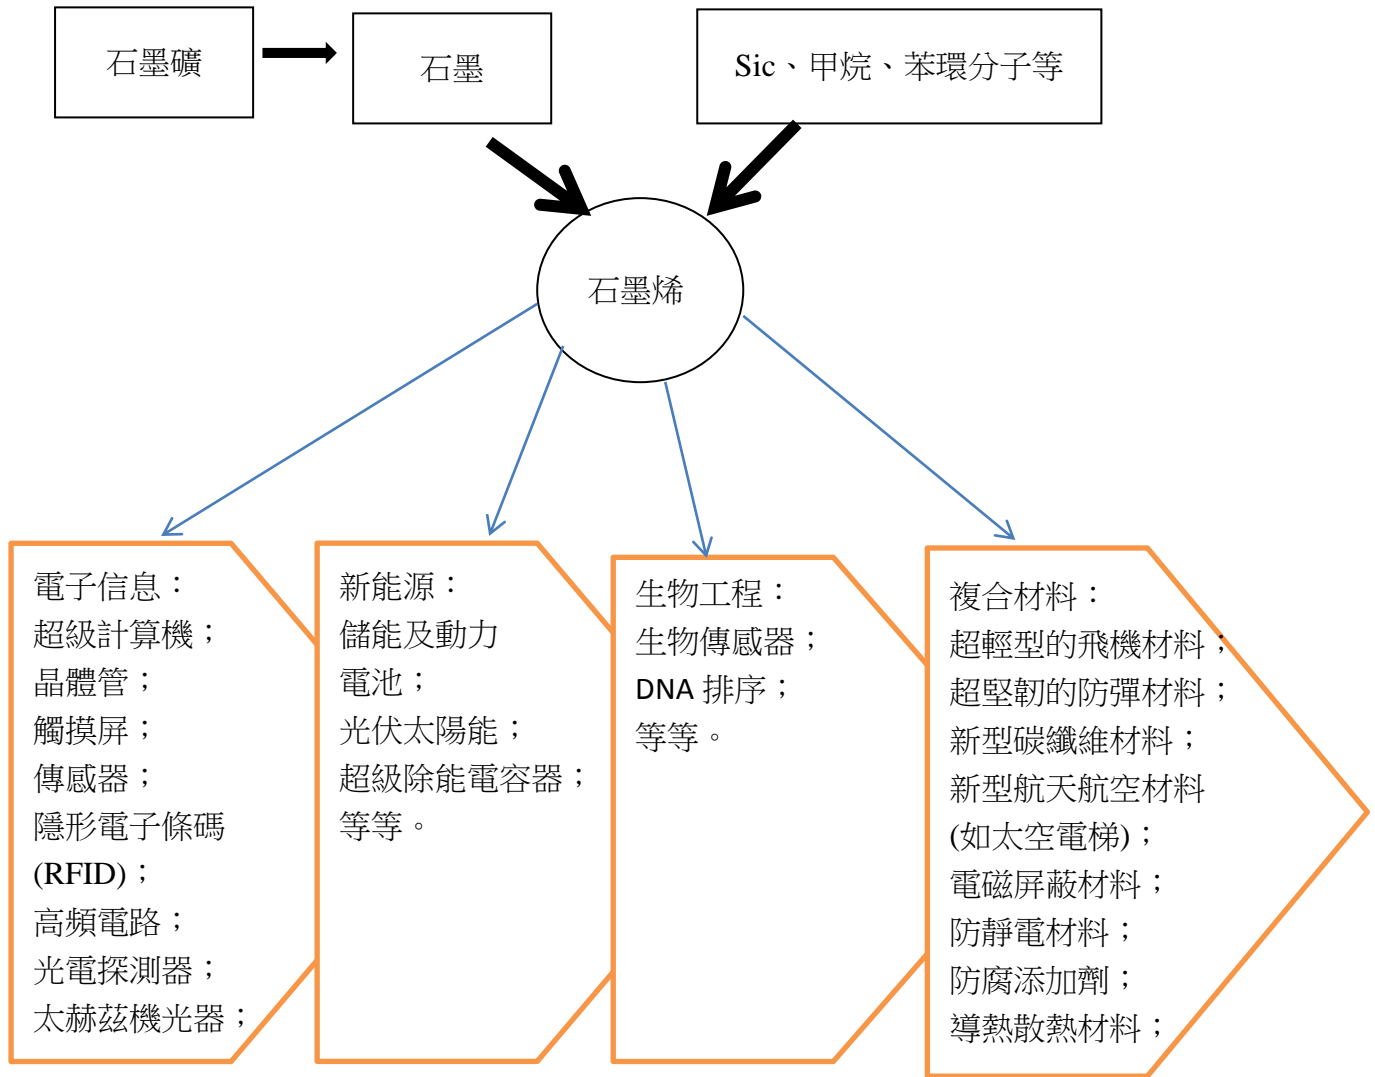 石墨礦
石墨
Sic、甲烷、苯環分子等
石墨烯
電子信息：
超級計算機；
晶體管；
觸摸屏；
傳感器；
隱形電子條碼
(RFID)；
高頻電路；
光電探測器；
太赫茲機光器；
新能源：
儲能及動力
電池；
光伏太陽能；
超級除能電容器；
等等。
生物工程：
生物傳感器；
DNA 排序；
等等。
複合材料：
超輕型的飛機材料；
超堅韌的防彈材料；
新型碳纖維材料；
新型航天航空材料
(如太空電梯)；
電磁屏蔽材料；
防靜電材料；
防腐添加劑；
導熱散熱材料；